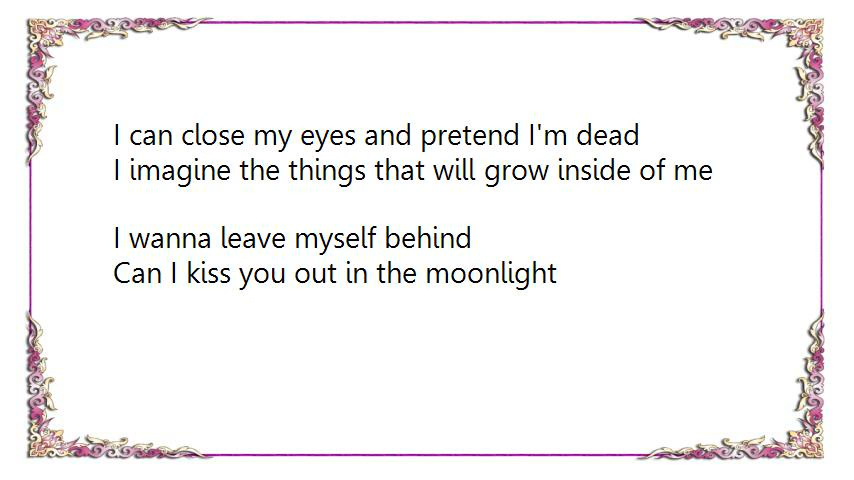 I can close my eyes and pretend I'm dead
I imagine the things that will grow inside of me
I wanna leave myself behind
Can I kiss you out in the moonlight